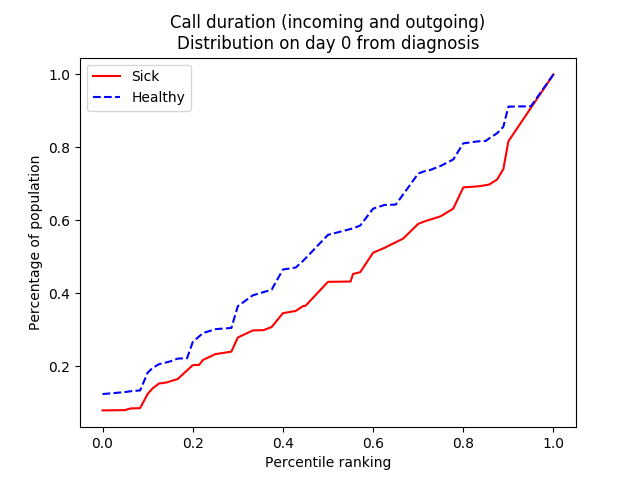 Call duration (incoming and outgoing)
Distribution on day 0 from diagnosis
Sick
Healthy
1.0
0.8
0.6
0.4
0.2
Percentage of population
0.0 0.2 0.4 0.6 0.8 1.0
Percentile ranking